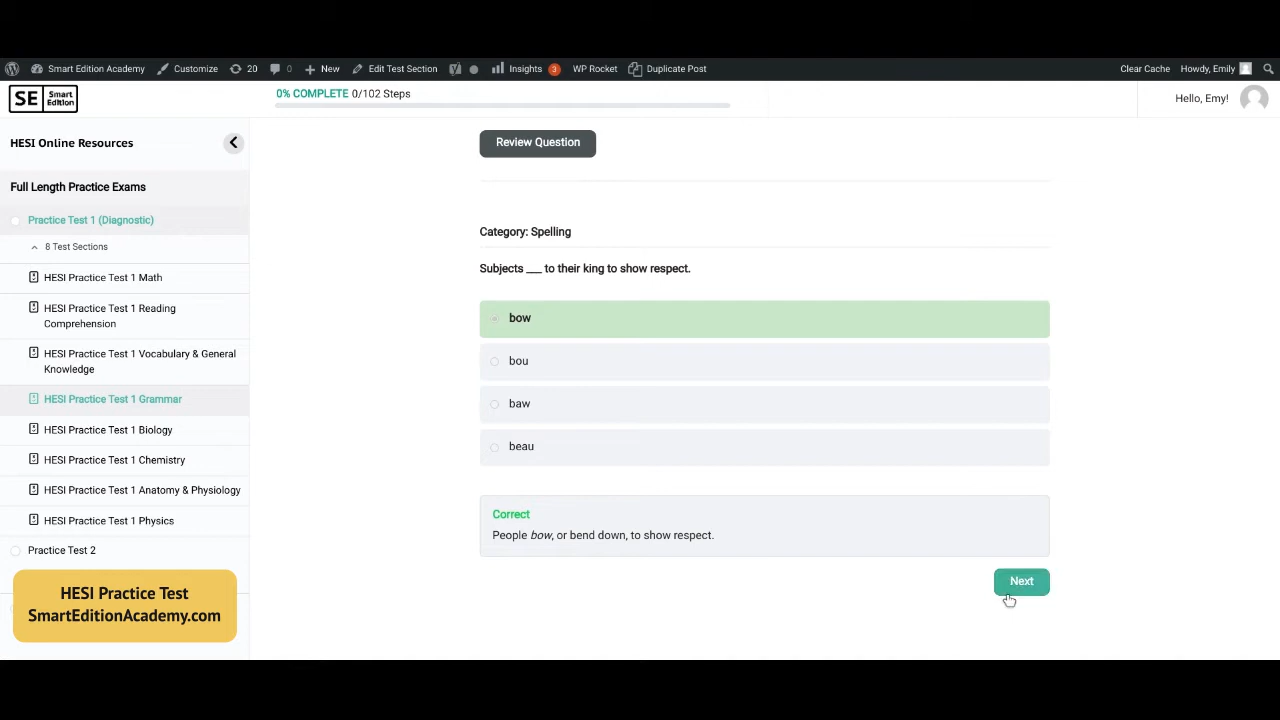 Smart Edition Academy Customize 20 0 New Edit Test Section Insights 3 WP Rocket Duplicate Post Clear Cache Howdy, Emily
SE Smart Edition
0% COMPLETE 0/102 Steps
Hello, Emy!
HESI Online Resources
Full Length Practice Exams
Practice Test 1 (Diagnostic)
8 Test Sections
HESI Practice Test 1 Math
HESI Practice Test 1 Reading
Comprehension
HESI Practice Test 1 Vocabulary & General
Knowledge
HESI Practice Test 1 Grammar
HESI Practice Test 1 Biology
HESI Practice Test 1 Chemistry
HESI Practice Test 1 Anatomy & Physiology
HESI Practice Test 1 Physics
Practice Test 2
HESI Practice Test
SmartEditionAcademy.com
Review Question
Category: Spelling
Subjects ___ to their king to show respect.
bow
bou
baw
beau
Correct
People bow, or bend down, to show respect.
Next